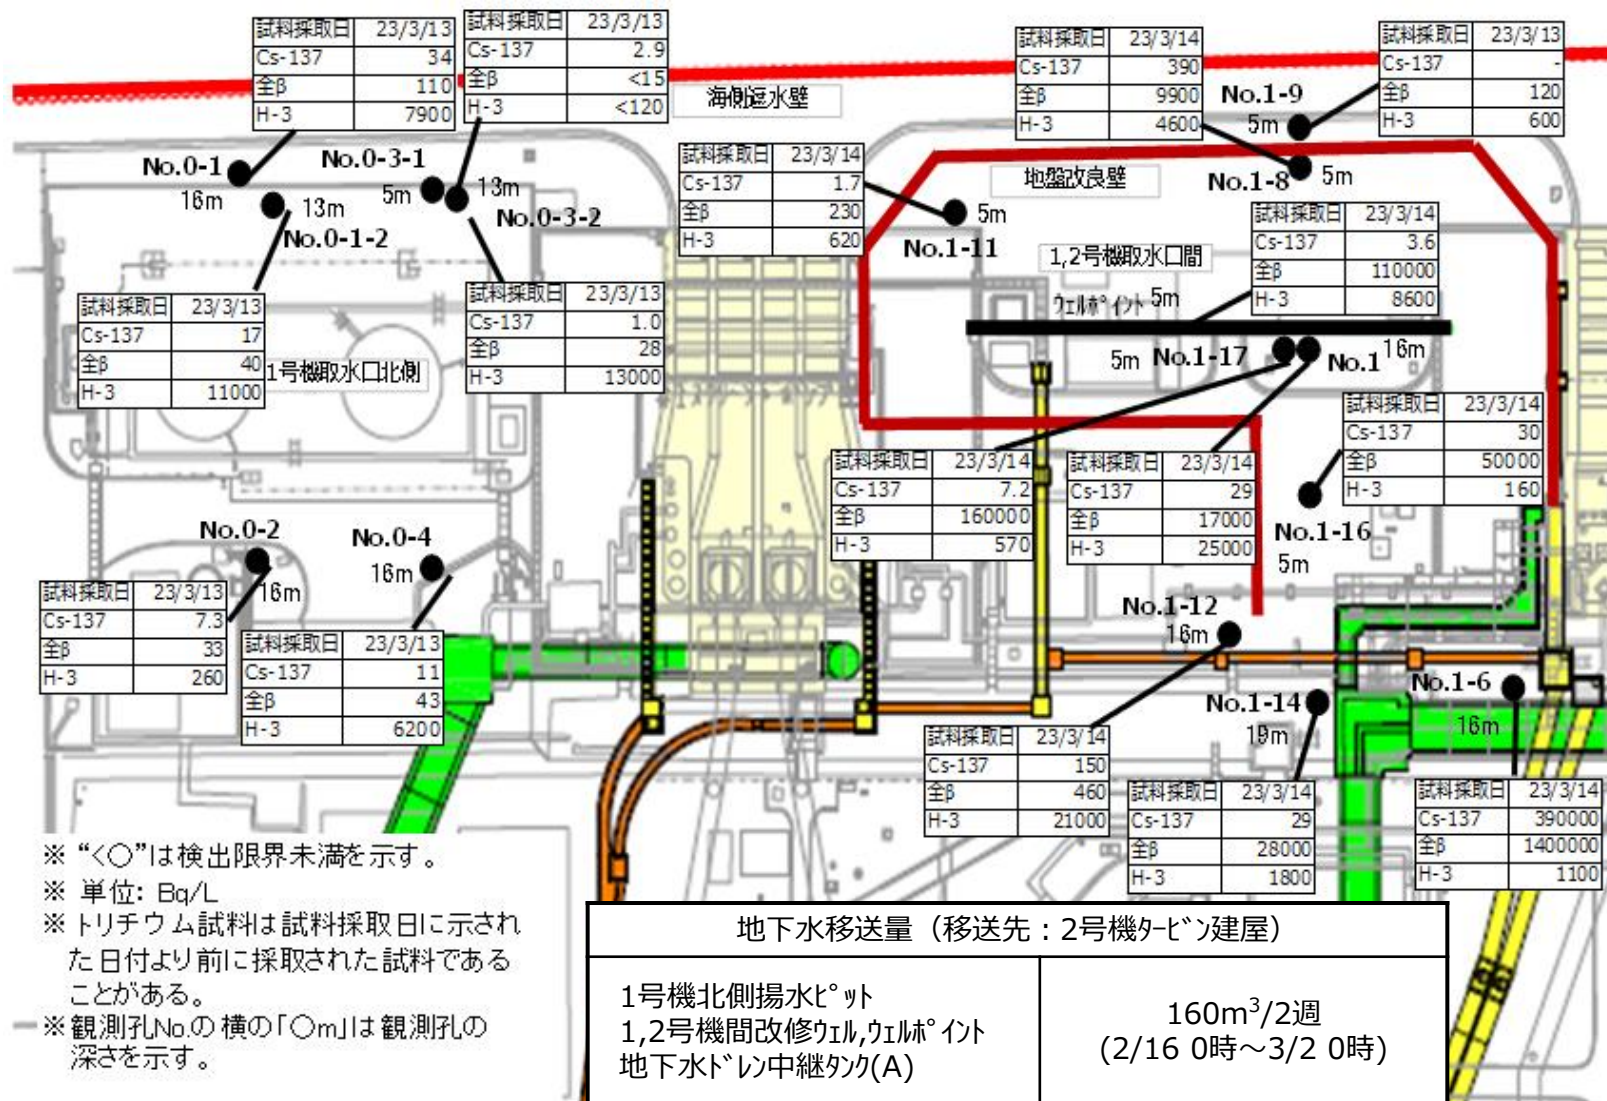 試料採取日 23/3/13
Cs-137 34
全β 110
H-3 7900
試料採取日 23/3/13
Cs-137 2.9
全β <15
H-3 <120
海側遮水壁
試料採取日 23/3/14
Cs-137 390
全β 9900
H-3 4600
試料採取日 23/3/13
Cs-137 -
全β 120
H-3 600
No.1-9
5m
No.0-1
16m
No.0-3-1
5m
13m
No.0-3-2
13m
No.0-1-2
試料採取日 23/3/14
Cs-137 1.7
全β 230
H-3 620
地盤改良壁
No.1-8
5m
5m
No.1-11
試料採取日 23/3/14
Cs-137 3.6
全β 110000
H-3 8600
1,2号機取水口間
ウェルポイント 5m
試料採取日 23/3/13
Cs-137 17
全β 40
H-3 11000
1号機取水口北側
試料採取日 23/3/13
Cs-137 1.0
全β 28
H-3 13000
5m No.1-17
No.1 16m
試料採取日 23/3/14
Cs-137 30
全β 50000
H-3 160
試料採取日 23/3/14
Cs-137 7.2
全β 160000
H-3 570
試料採取日 23/3/14
Cs-137 29
全β 17000
H-3 25000
No.1-16
5m
No.0-2
16m
No.0-4
16m
試料採取日 23/3/13
Cs-137 7.3
全β 33
H-3 260
試料採取日 23/3/13
Cs-137 11
全β 43
H-3 6200
No.1-12
16m
No.1-14
19m
No.1-6
16m
試料採取日 23/3/14
Cs-137 150
全β 460
H-3 21000
試料採取日 23/3/14
Cs-137 29
全β 28000
H-3 1800
試料採取日 23/3/14
Cs-137 390000
全β 1400000
H-3 1100
※ “<○”は検出限界未満を示す。
※ 単位: Bq/L
※ トリチウム試料は試料採取日に示され
た日付より前に採取された試料である
ことがある。
※ 観測孔No.の横の「○m」は観測孔の
深さを示す。
地下水移送量（移送先：2号機ﾀｰﾋﾞﾝ建屋）
1号機北側揚水ﾋﾟｯﾄ
1,2号機間改修ｳｪﾙ,ｳｪﾙﾎﾟｲﾝﾄ
地下水ﾄﾞﾚﾝ中継ﾀﾝｸ(A)
160m³/2週
(2/16 0時～3/2 0時)